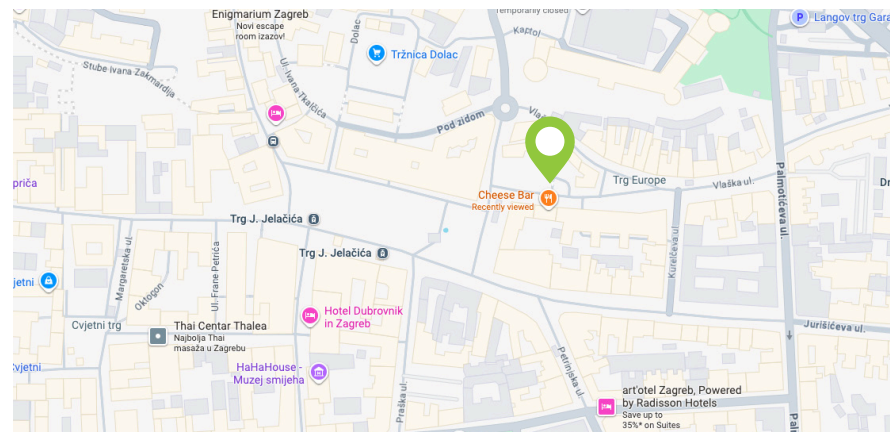 Enigmarium Zagreb
Novi escape
room izazov!
Temporarily closed
Langov trg Gara
P
Dolac
Kaptol
Tržnica Dolac
Stube Ivana Zakmardija
Ul. Ivana Tkalčića
Pod zidom
Vlaš
Palmotićeva ul.
priča
Cheese Bar
Recently viewed
Trg Europe
Vlaška ul.
Dr
Trg J. Jelačića
Trg J. Jelačića
Margaretska ul.
Oktogon
Ul. Frane Petrića
Kurelčeva ul.
jetni
Cvjetni trg
Thai Centar Thalea
Najbolja Thai
masaža u Zagrebu
Hotel Dubrovnik
in Zagreb
Jurišićeva ul.
Cvjetni
HaHaHouse -
Muzej smijeha
Praška ul.
Petrinjska ul.
art'otel Zagreb, Powered
by Radisson Hotels
Save up to
35%* on Suites
Pal